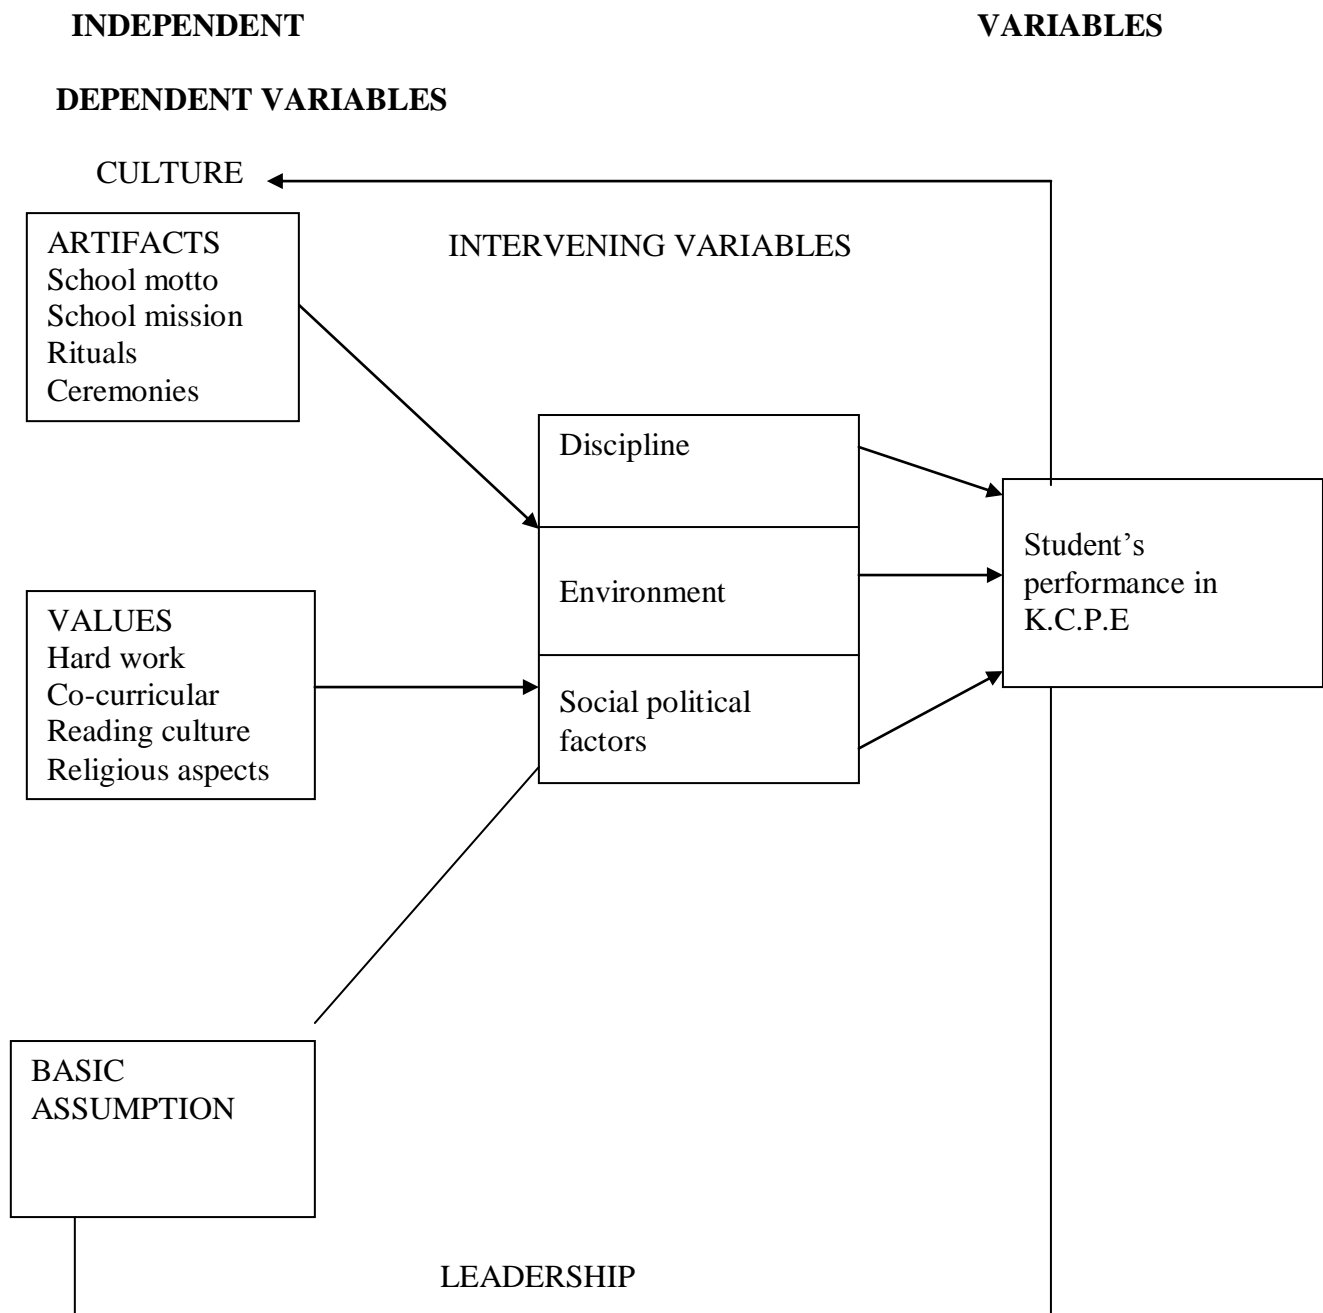 INDEPENDENT VARIABLES
DEPENDENT VARIABLES
CULTURE
ARTIFACTS
School motto
School mission
Rituals
Ceremonies
INTERVENING VARIABLES
Discipline
Environment
Social political
factors
Student’s
performance in
K.C.P.E
VALUES
Hard work
Co-curricular
Reading culture
Religious aspects
BASIC
ASSUMPTION
LEADERSHIP